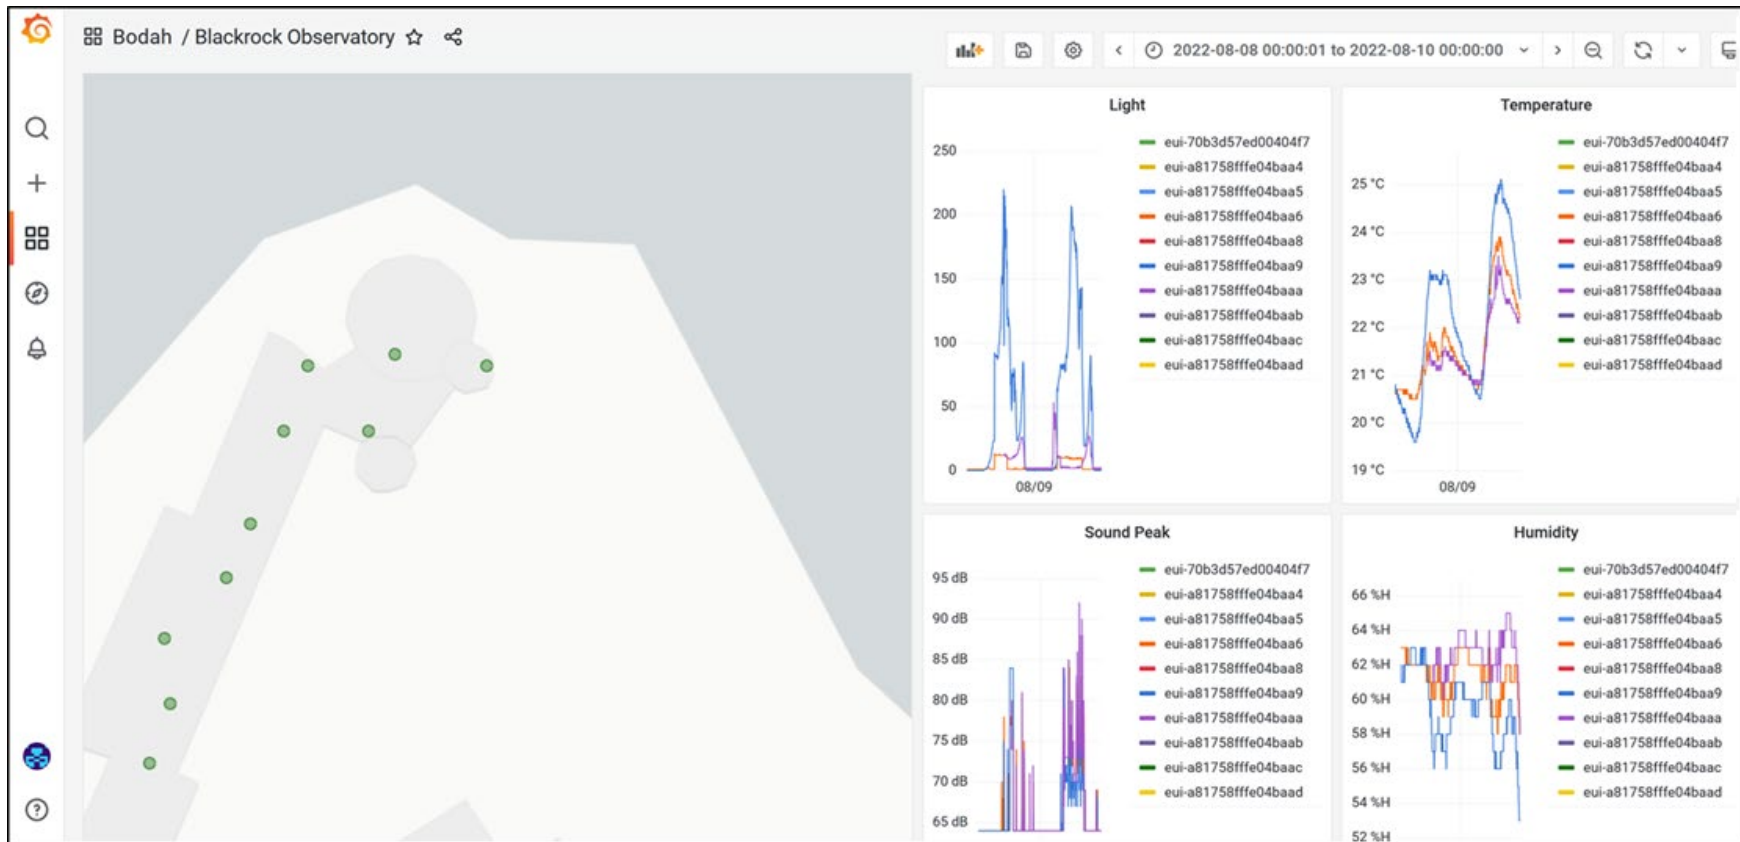 Bodah / Blackrock Observatory
2022-08-08 00:00:01 to 2022-08-10 00:00:00
Light
250
200
150
100
50
0
08/09
eui-70b3d57ed00404f7
eui-a81758fffe04baa4
eui-a81758fffe04baa5
eui-a81758fffe04baa6
eui-a81758fffe04baa8
eui-a81758fffe04baa9
eui-a81758fffe04baaa
eui-a81758fffe04baab
eui-a81758fffe04baac
eui-a81758fffe04baad
Temperature
25 °C
24 °C
23 °C
22 °C
21 °C
20 °C
19 °C
08/09
eui-70b3d57ed00404f7
eui-a81758fffe04baa4
eui-a81758fffe04baa5
eui-a81758fffe04baa6
eui-a81758fffe04baa8
eui-a81758fffe04baa9
eui-a81758fffe04baaa
eui-a81758fffe04baab
eui-a81758fffe04baac
eui-a81758fffe04baad
Sound Peak
95 dB
90 dB
85 dB
80 dB
75 dB
70 dB
65 dB
eui-70b3d57ed00404f7
eui-a81758fffe04baa4
eui-a81758fffe04baa5
eui-a81758fffe04baa6
eui-a81758fffe04baa8
eui-a81758fffe04baa9
eui-a81758fffe04baaa
eui-a81758fffe04baab
eui-a81758fffe04baac
eui-a81758fffe04baad
Humidity
66 %H
64 %H
62 %H
60 %H
58 %H
56 %H
54 %H
52 %H
eui-70b3d57ed00404f7
eui-a81758fffe04baa4
eui-a81758fffe04baa5
eui-a81758fffe04baa6
eui-a81758fffe04baa8
eui-a81758fffe04baa9
eui-a81758fffe04baaa
eui-a81758fffe04baab
eui-a81758fffe04baac
eui-a81758fffe04baad